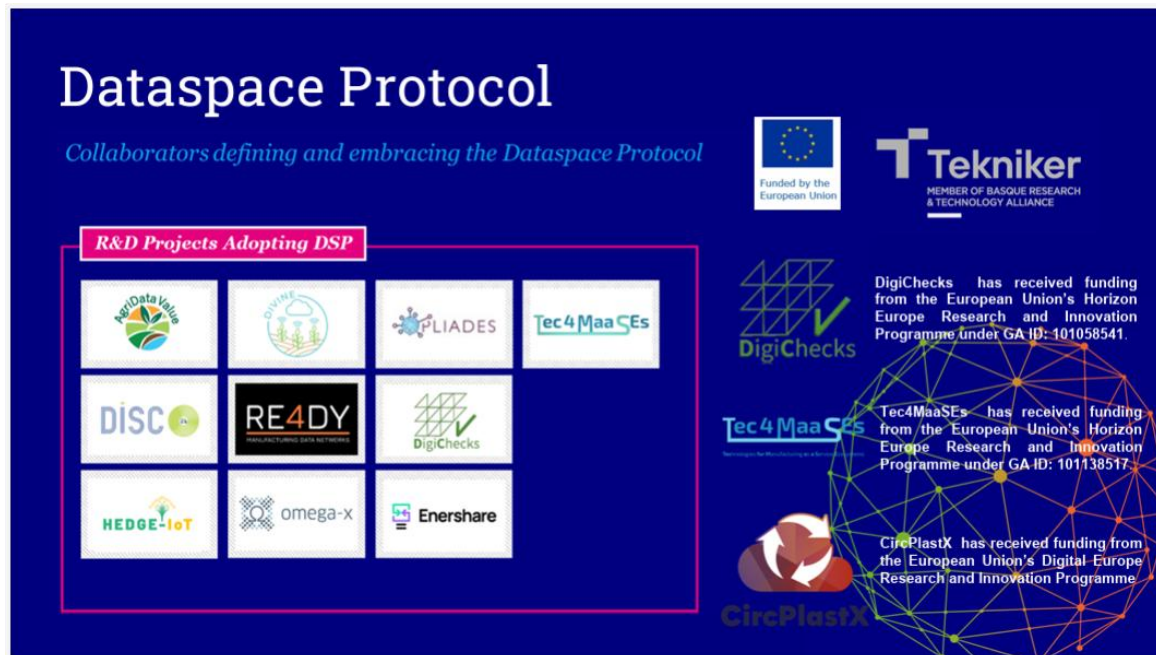 Dataspace Protocol
Collaborators defining and embracing the Dataspace Protocol
Funded by the
European Union
Tekniker
MEMBER OF BASQUE RESEARCH
& TECHNOLOGY ALLIANCE
R&D Projects Adopting DSP
AgriDataValue
DIVINE
PLIADES
Tec4MaaSEs
DISCO
RE4DY
MANUFACTURING DATA NETWORKS
DigiChecks
HEDGE-IoT
omega-x
Enershare
DigiChecks
DigiChecks has received funding
from the European Union's Horizon
Europe Research and Innovation
Programme under GA ID: 101058541.
Tec4MaaSEs
Tec4MaaSEs has received funding
from the European Union's Horizon
Europe Research and Innovation
Programme under GA ID: 101138517
CircPlastX
CircPlastX has received funding from
the European Union's Digital Europe
Research and Innovation Programme